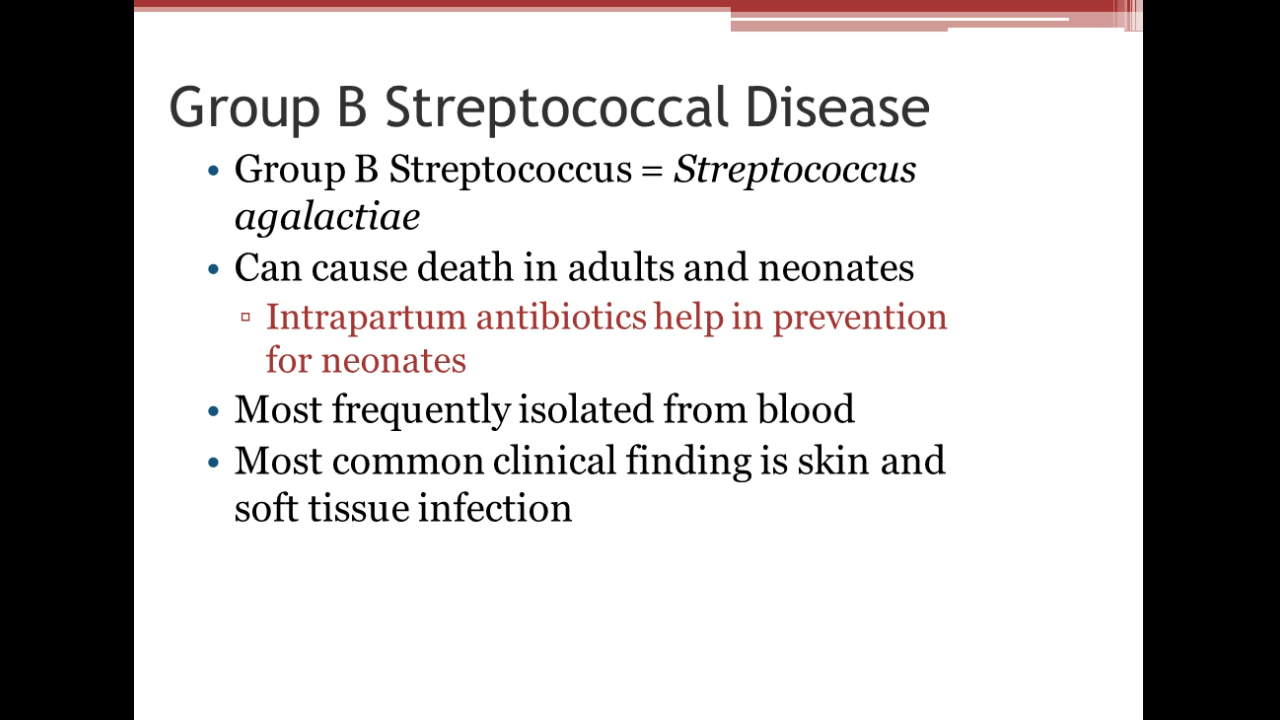 Group B Streptococcal Disease
• Group B Streptococcus = Streptococcus
agalactiae
• Can cause death in adults and neonates
▫ Intrapartum antibiotics help in prevention
for neonates
• Most frequently isolated from blood
• Most common clinical finding is skin and
soft tissue infection